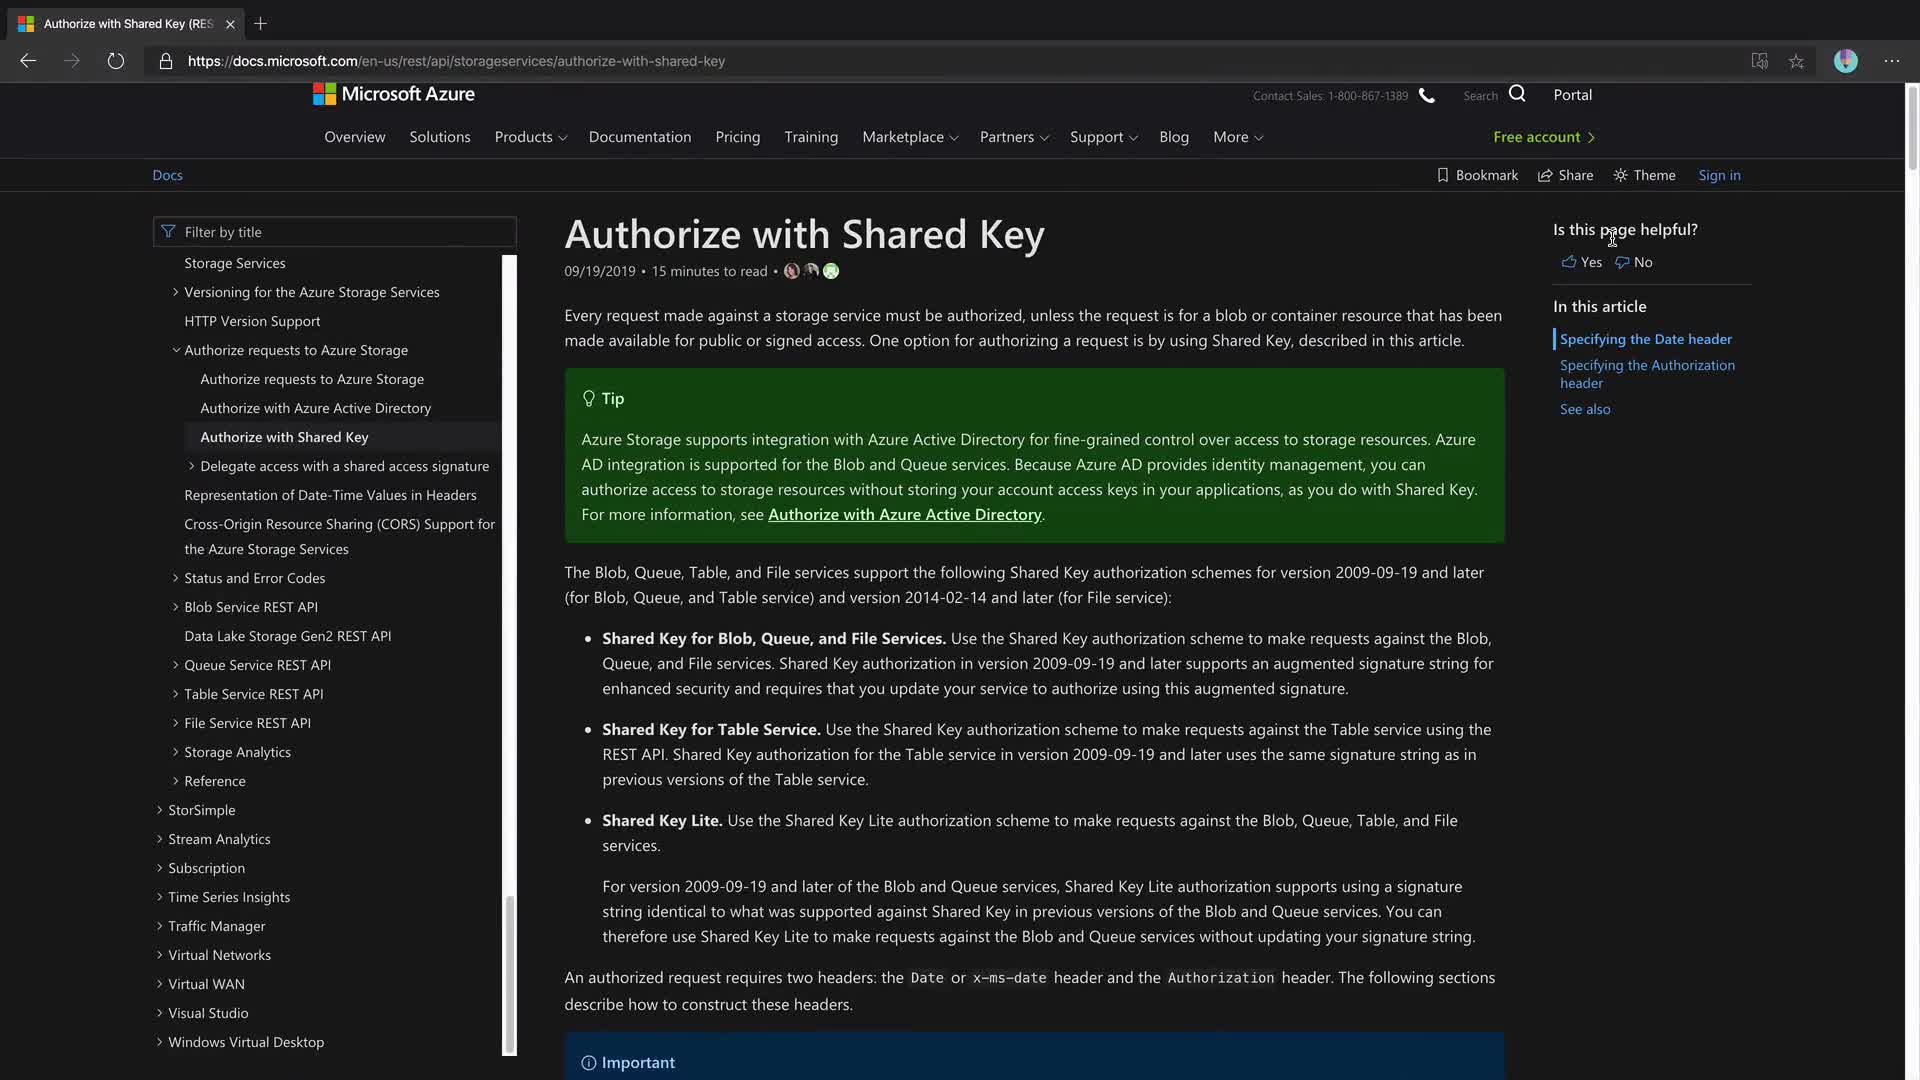 Authorize with Shared Key (RES
https://docs.microsoft.com/en-us/rest/api/storageservices/authorize-with-shared-key
Microsoft Azure
Contact Sales: 1-800-867-1389
Search
Portal
Overview
Solutions
Products
Documentation
Pricing
Training
Marketplace
Partners
Support
Blog
More
Free account
Docs
Bookmark
Share
Theme
Sign in
Filter by title
Storage Services
Versioning for the Azure Storage Services
HTTP Version Support
Authorize requests to Azure Storage
Authorize requests to Azure Storage
Authorize with Azure Active Directory
Authorize with Shared Key
Delegate access with a shared access signature
Representation of Date-Time Values in Headers
Cross-Origin Resource Sharing (CORS) Support for
the Azure Storage Services
Status and Error Codes
Blob Service REST API
Data Lake Storage Gen2 REST API
Queue Service REST API
Table Service REST API
File Service REST API
Storage Analytics
Reference
StorSimple
Stream Analytics
Subscription
Time Series Insights
Traffic Manager
Virtual Networks
Virtual WAN
Visual Studio
Windows Virtual Desktop
Authorize with Shared Key
09/19/2019 • 15 minutes to read •
Every request made against a storage service must be authorized, unless the request is for a blob or container resource that has been
made available for public or signed access. One option for authorizing a request is by using Shared Key, described in this article.
Tip
Azure Storage supports integration with Azure Active Directory for fine-grained control over access to storage resources. Azure
AD integration is supported for the Blob and Queue services. Because Azure AD provides identity management, you can
authorize access to storage resources without storing your account access keys in your applications, as you do with Shared Key.
For more information, see Authorize with Azure Active Directory.
The Blob, Queue, Table, and File services support the following Shared Key authorization schemes for version 2009-09-19 and later
(for Blob, Queue, and Table service) and version 2014-02-14 and later (for File service):
• Shared Key for Blob, Queue, and File Services. Use the Shared Key authorization scheme to make requests against the Blob,
Queue, and File services. Shared Key authorization in version 2009-09-19 and later supports an augmented signature string for
enhanced security and requires that you update your service to authorize using this augmented signature.
• Shared Key for Table Service. Use the Shared Key authorization scheme to make requests against the Table service using the
REST API. Shared Key authorization for the Table service in version 2009-09-19 and later uses the same signature string as in
previous versions of the Table service.
• Shared Key Lite. Use the Shared Key Lite authorization scheme to make requests against the Blob, Queue, Table, and File
services.
For version 2009-09-19 and later of the Blob and Queue services, Shared Key Lite authorization supports using a signature
string identical to what was supported against Shared Key in previous versions of the Blob and Queue services. You can
therefore use Shared Key Lite to make requests against the Blob and Queue services without updating your signature string.
An authorized request requires two headers: the Date or x-ms-date header and the Authorization header. The following sections
describe how to construct these headers.
Important
Is this page helpful?
Yes
No
In this article
Specifying the Date header
Specifying the Authorization
header
See also